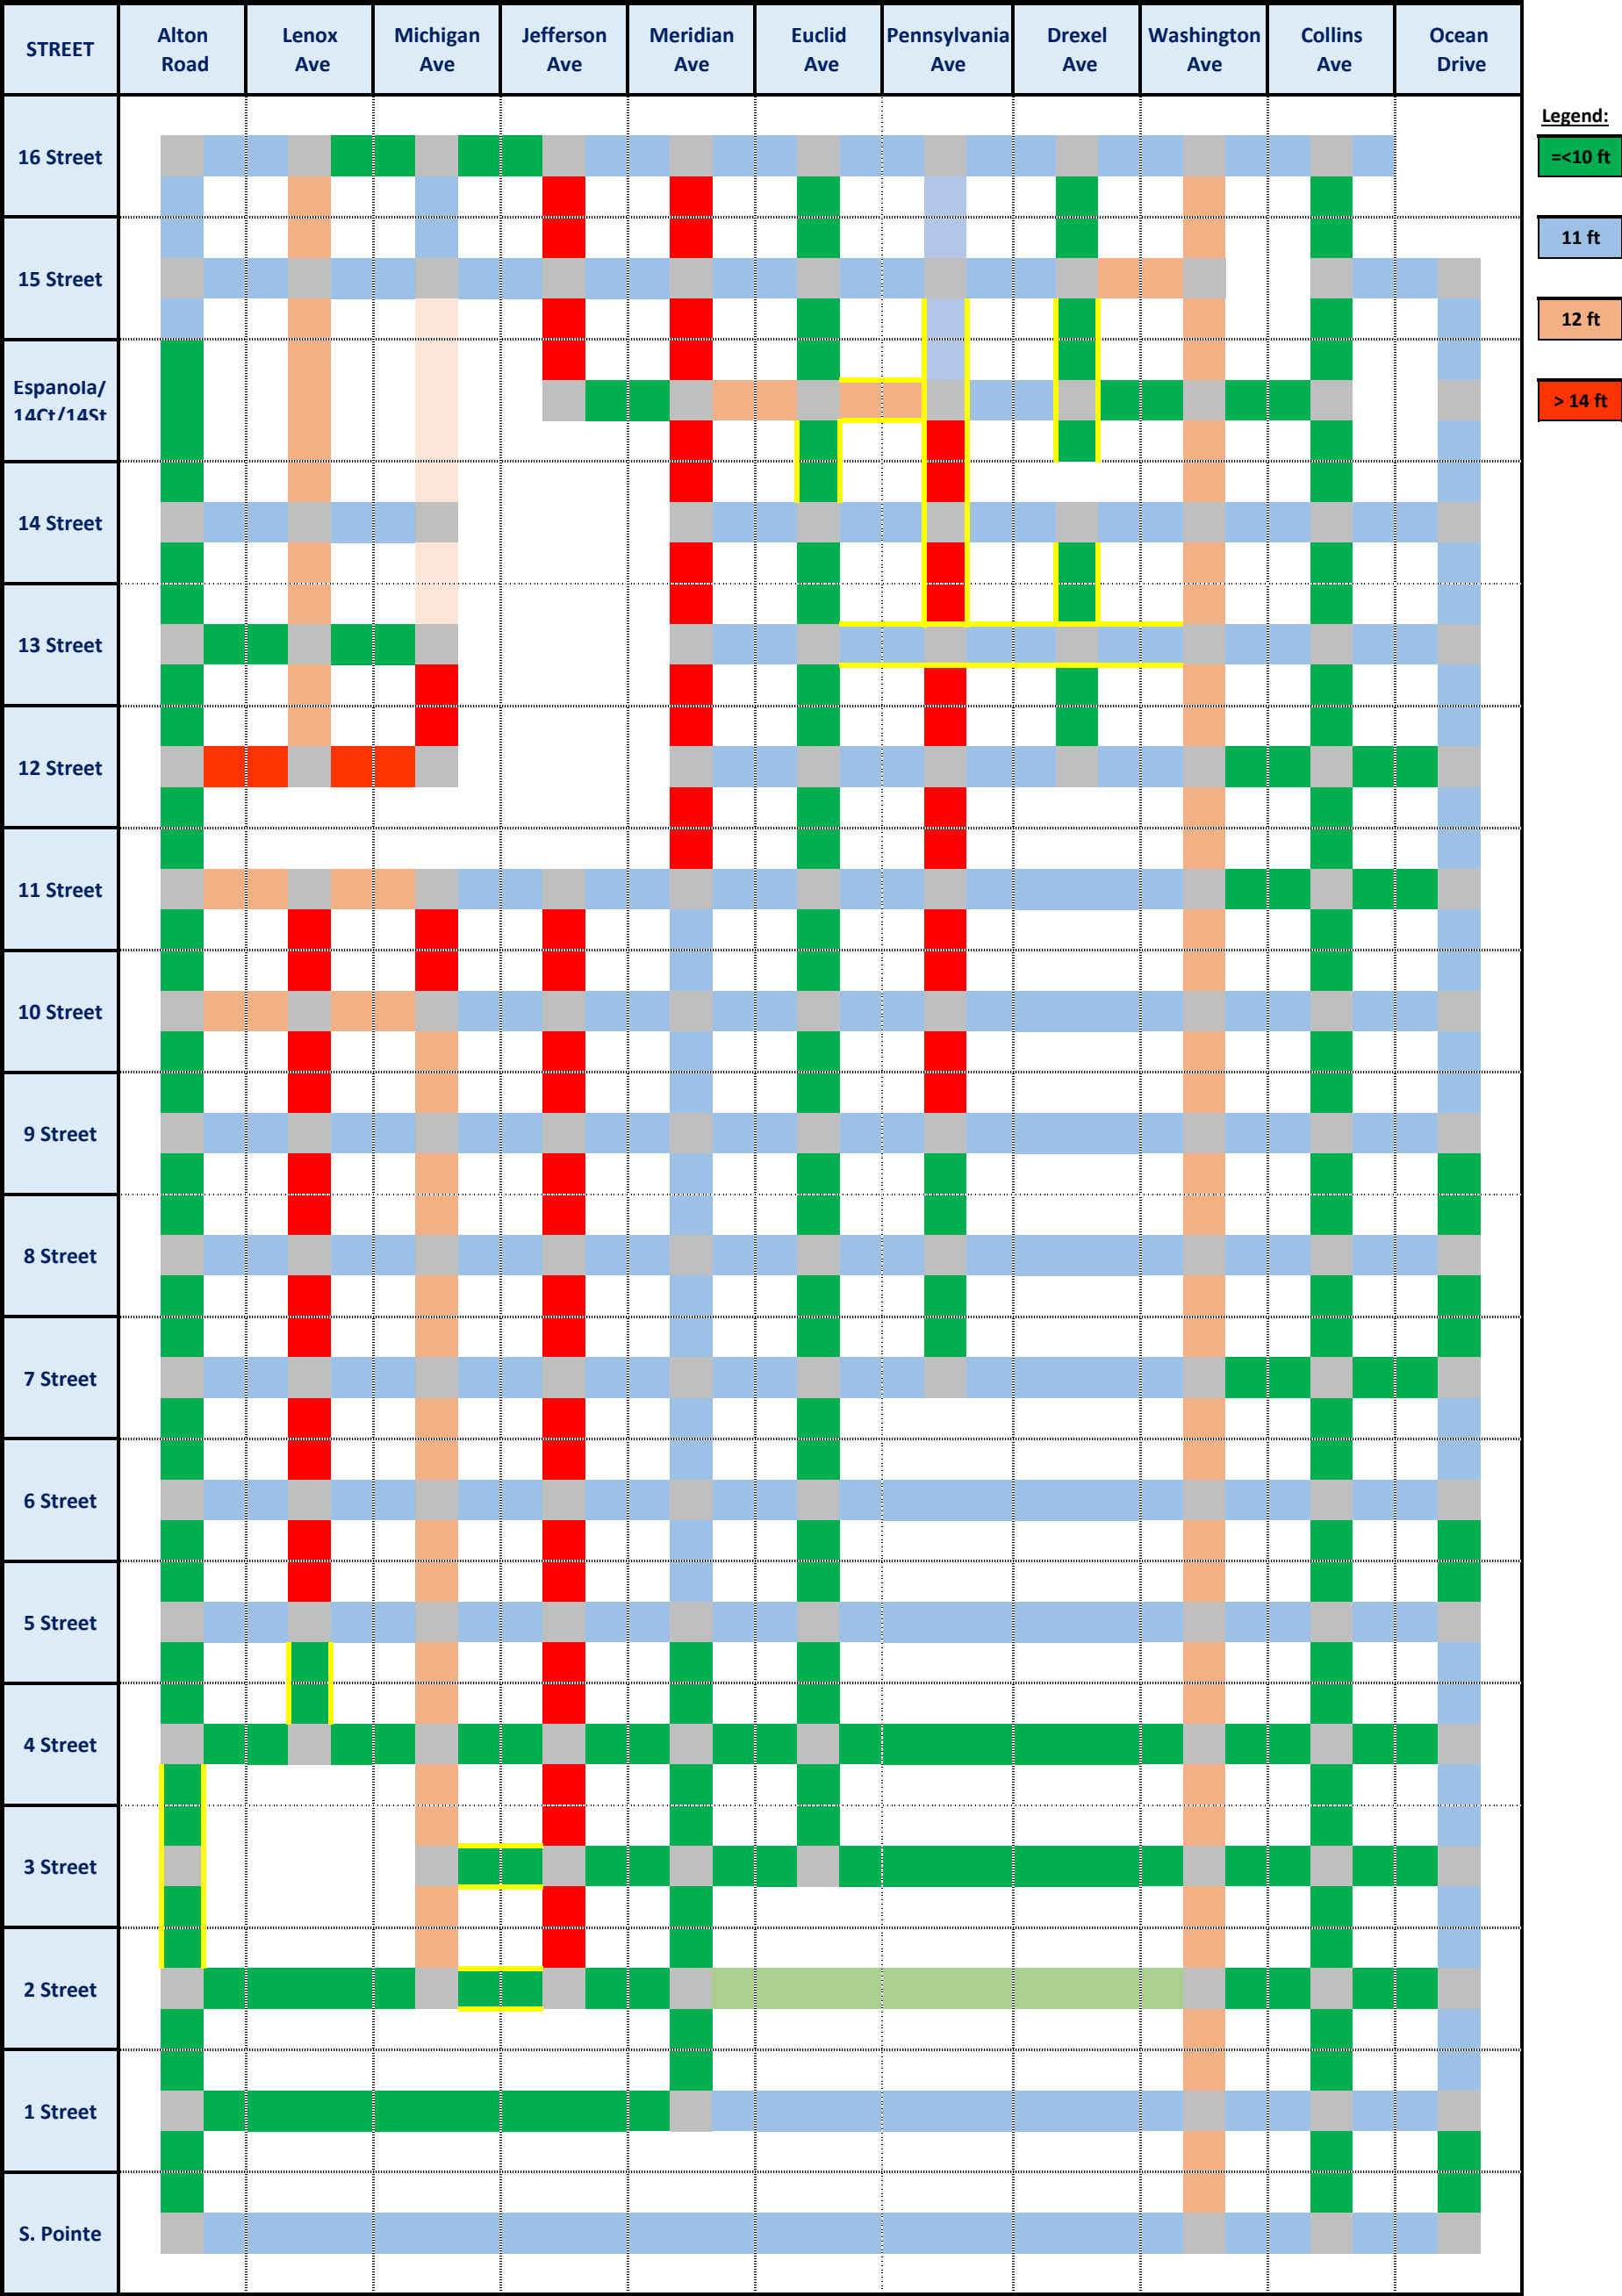 STREET
Alton
Road
Lenox
Ave
Michigan
Ave
Jefferson
Ave
Meridian
Ave
Euclid
Ave
Pennsylvania
Ave
Drexel
Ave
Washington
Ave
Collins
Ave
Ocean
Drive
Legend:
=<10 ft
11 ft
12 ft
> 14 ft
16 Street
15 Street
Espanola/
14Ct/14St
14 Street
13 Street
12 Street
11 Street
10 Street
9 Street
8 Street
7 Street
6 Street
5 Street
4 Street
3 Street
2 Street
1 Street
S. Pointe